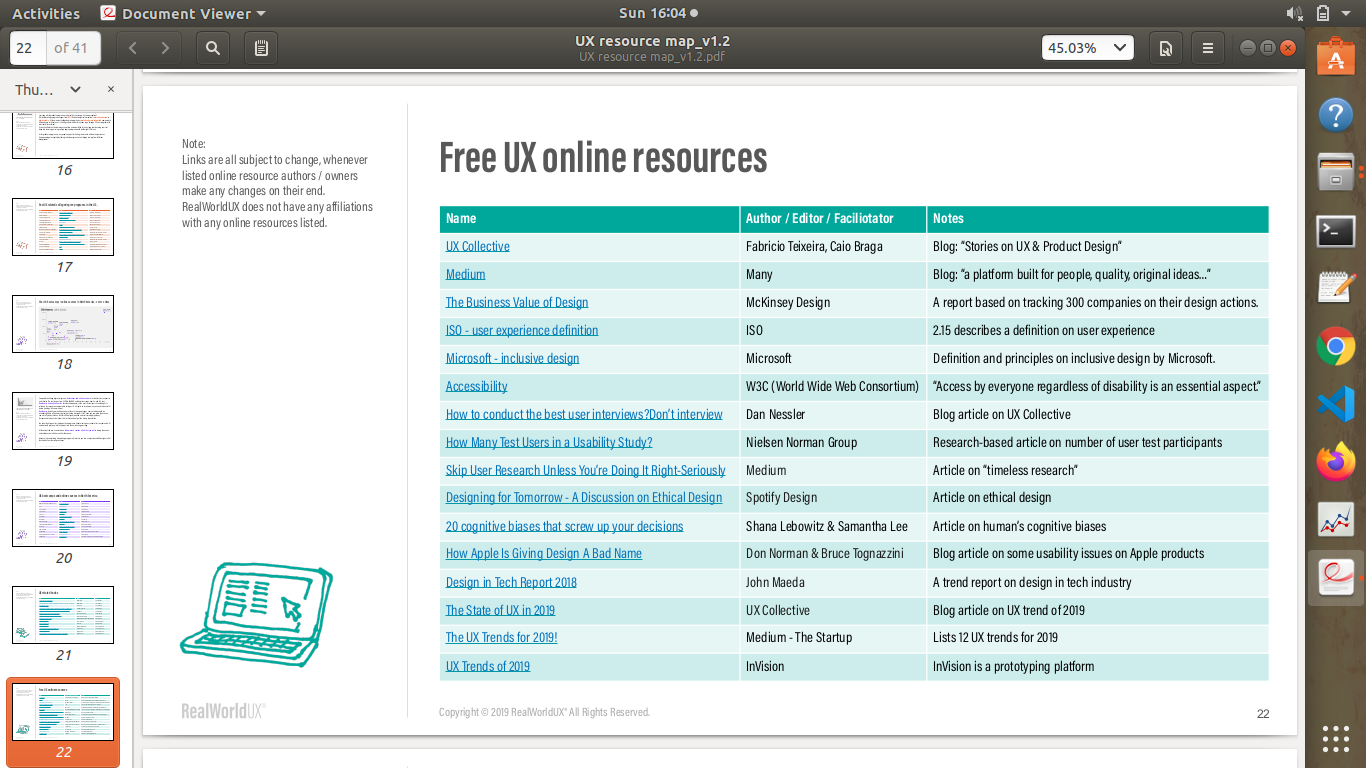 Activities Document Viewer Sun 16:04
22 of 41 UX resource map_v1.2 45.03%
UX resource map_v1.2.pdf
Thu...
16
17
18
19
20
21
22
Note:
Links are all subject to change, whenever
listed online resource authors / owners
make any changes on their end.
RealWorldUX does not have any affiliations
with any online resources listed.
Free UX online resources
Name Author / Editor / Faciliotator Notes
UX Collective Fabricio Teixeira, Caio Braga Blog: “Stories on UX & Product Design”
Medium Many Blog: “a platform built for people, quality, original ideas...”
The Business Value of Design McKinsey Design A report based on tracking 300 companies on their design actions.
ISO - user experience definition ISO 2.15 describes a definition on user experience
Microsoft - inclusive design Microsoft Definition and principles on inclusive design by Microsoft.
Accessibility W3C (World Wide Web Consortium) “Access by everyone regardless of disability is an essential aspect.”
How to conduct the best user interviews?Don’t interview Dan Nessler Blog article on UX Collective
How Many Test Users in a Usability Study? Nielsen Norman Group Research-based article on number of user test participants
Skip User Research Unless You’re Doing It Right-Seriously Medium Article on “timeless research”
Designing for Tomorrow - A Discussion on Ethical Design Spotify Design Article on ethical design
20 cognitive biases that screw up your decisions & Samantha Lee on human’s cognitive biases
How Apple Is Giving Design A Bad Name Don Norman & Bruce Tognazzini Blog article on some usability issues on Apple products
Design in Tech Report 2018 John Maeda A trend report on design in tech industry
The State of UX in 2019 UX Collective Blog article on UX trend of 2019
The UX Trends for 2019! Medium - The Startup Lists 12 UX trends for 2019
UX Trends of 2019 InVision InVision is a prototyping platform
All Rights Reserved.
22